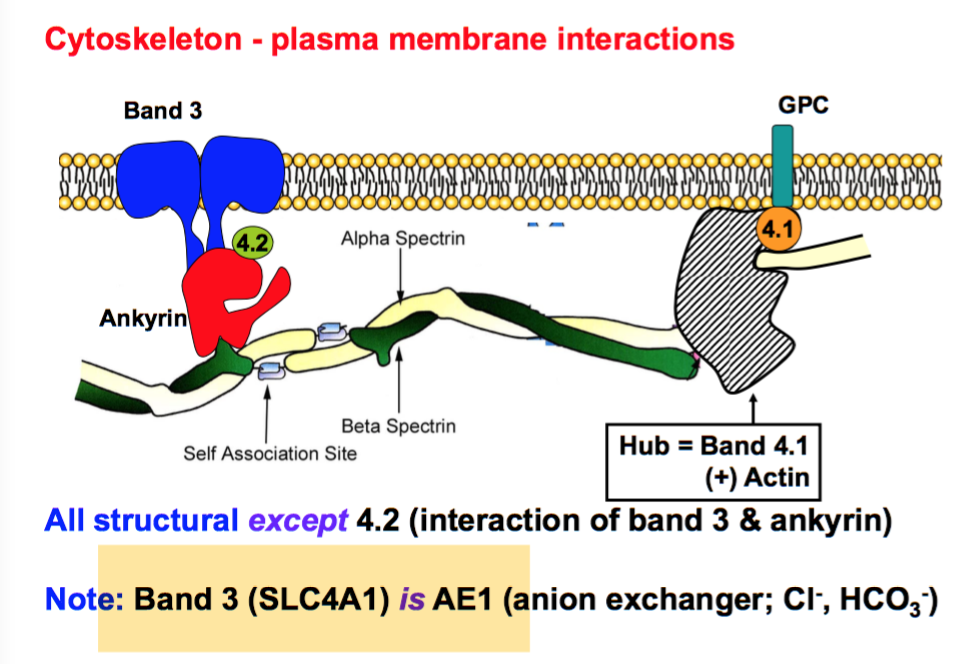 Cytoskeleton - plasma membrane interactions
Band 3
GPC
4.2
Alpha Spectrin
4.1
Ankyrin
Beta Spectrin
Self Association Site
Hub = Band 4.1
(+) Actin
All structural except 4.2 (interaction of band 3 & ankyrin)
Note: Band 3 (SLC4A1) is AE1 (anion exchanger; Cl⁻, HCO₃⁻)